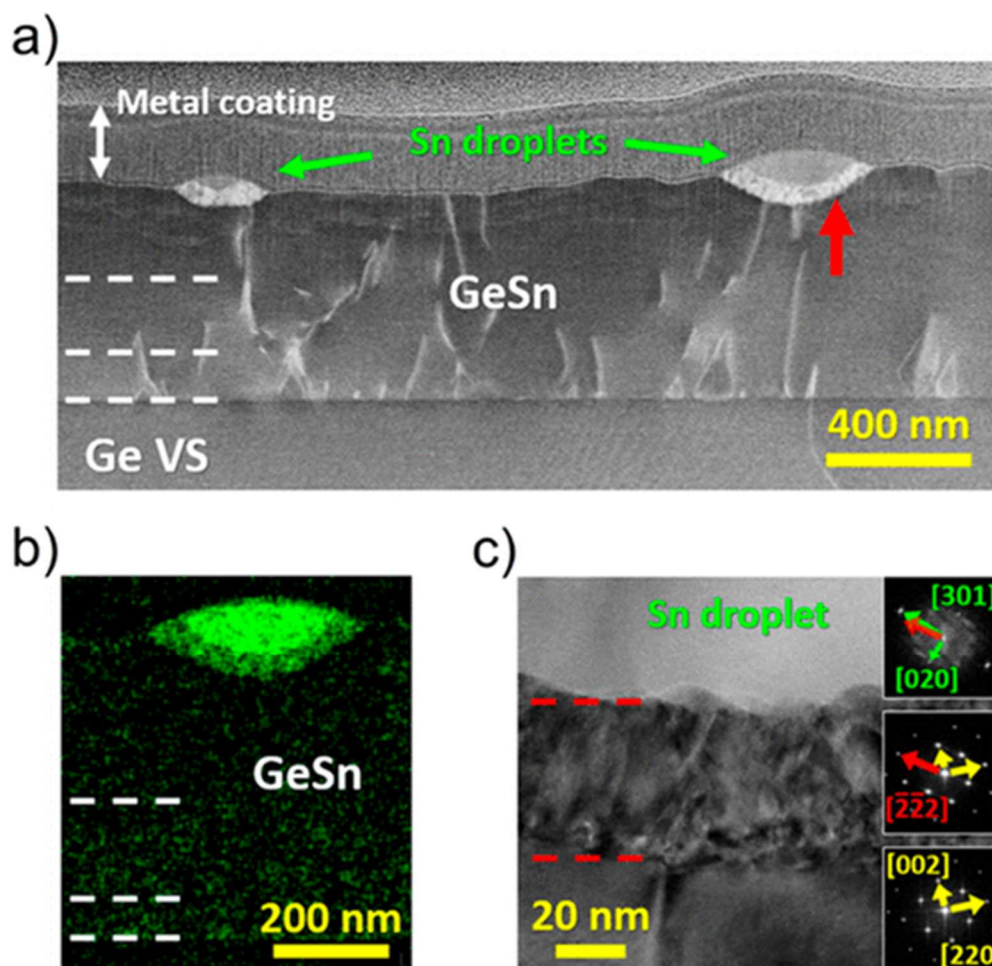 a)
Metal coating
Sn droplets
GeSn
Ge VS
400 nm
b)
GeSn
200 nm
c)
Sn droplet
20 nm
[301]
[020]
[2̅2̅2]
[002]
[220